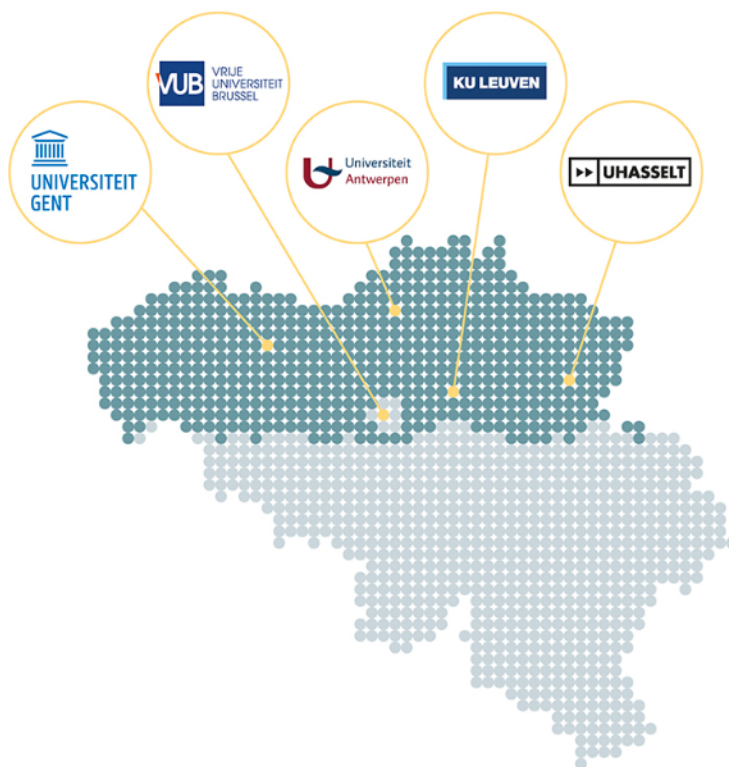 VUB
VRIJE
UNIVERSITEIT
BRUSSEL
KU LEUVEN
UNIVERSITEIT
GENT
Universiteit
Antwerpen
UHASSELT